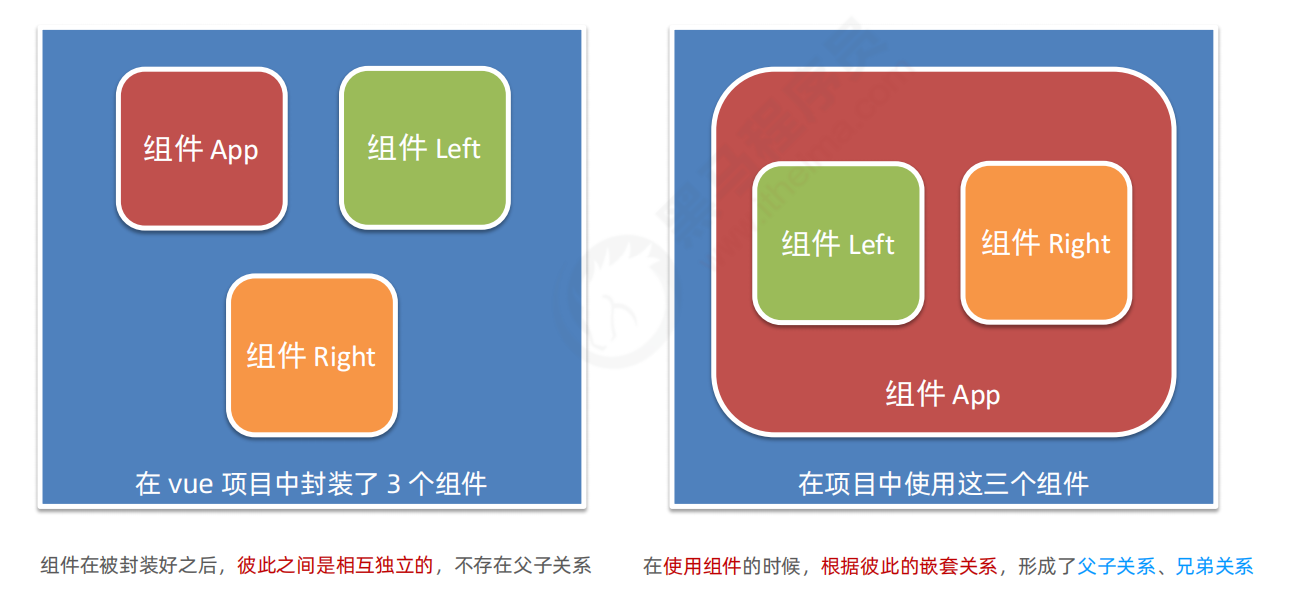 组件 App
组件 Left
组件 Right
在 vue 项目中封装了 3 个组件
组件在被封装好之后，彼此之间是相互独立的，不存在父子关系
组件 Left
组件 Right
组件 App
在项目中使用这三个组件
在使用组件的时候，根据彼此的嵌套关系，形成了父子关系、兄弟关系